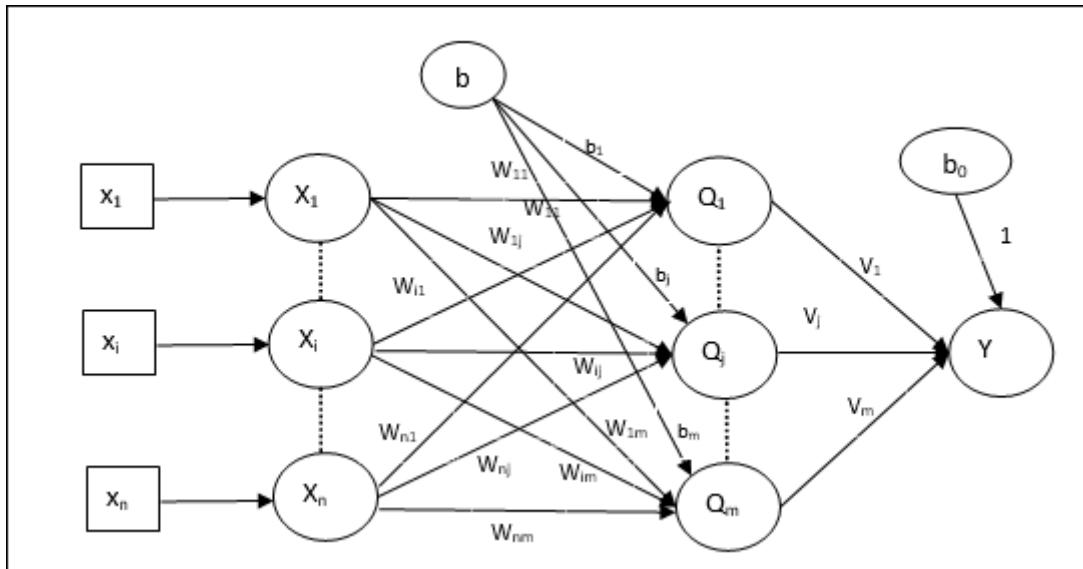 b
b₁
b₀
x₁
X₁
W₁₁
W₁₁
Q₁
1
W₁ⱼ
bⱼ
V₁
Wᵢ₁
Vⱼ
xᵢ
Xᵢ
Qⱼ
Y
Wᵢⱼ
Vₘ
Wₙ₁
W₁ₘ
bₘ
Wₙⱼ
Wᵢₘ
xₙ
Xₙ
Qₘ
Wₙₘ